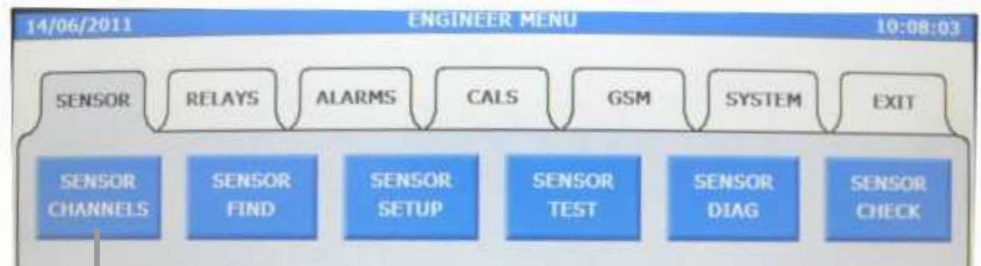 14/06/2011 ENGINEER MENU 10:08:03
SENSOR RELAYS ALARMS CALS GSM SYSTEM EXIT
SENSOR CHANNELS
SENSOR FIND
SENSOR SETUP
SENSOR TEST
SENSOR DIAG
SENSOR CHECK